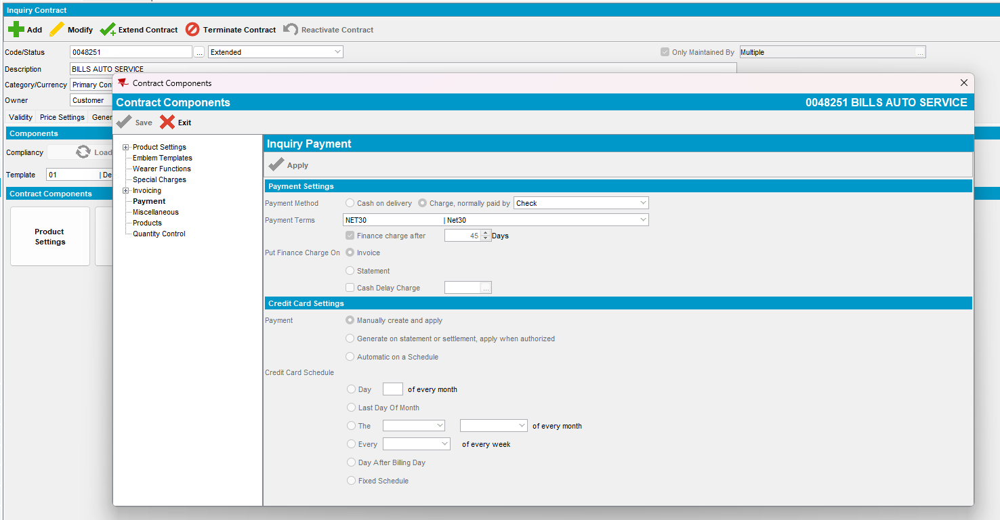 Inquiry Contract
Add Modify Extend Contract Terminate Contract Reactivate Contract
Code/Status 0048251 ... Extended Only Maintained By Multiple ...
Description BILLS AUTO SERVICE
Category/Currency Primary Con
Owner Customer
Validity Price Settings Gener
Components
Compliancy Load
Template 01 | De
Contract Components
Product
Settings
Contract Components
Contract Components 0048251 BILLS AUTO SERVICE
Save Exit
Product Settings
Emblem Templates
Wearer Functions
Special Charges
Invoicing
Payment
Miscellaneous
Products
Quantity Control
Inquiry Payment
Apply
Payment Settings
Payment Method Cash on delivery Charge, normally paid by Check
Payment Terms NET30 | Net30
Finance charge after 45 Days
Put Finance Charge On Invoice
Statement
Cash Delay Charge ...
Credit Card Settings
Payment Manually create and apply
Generate on statement or settlement, apply when authorized
Automatic on a Schedule
Credit Card Schedule
Day of every month
Last Day Of Month
The of every month
Every of every week
Day After Billing Day
Fixed Schedule